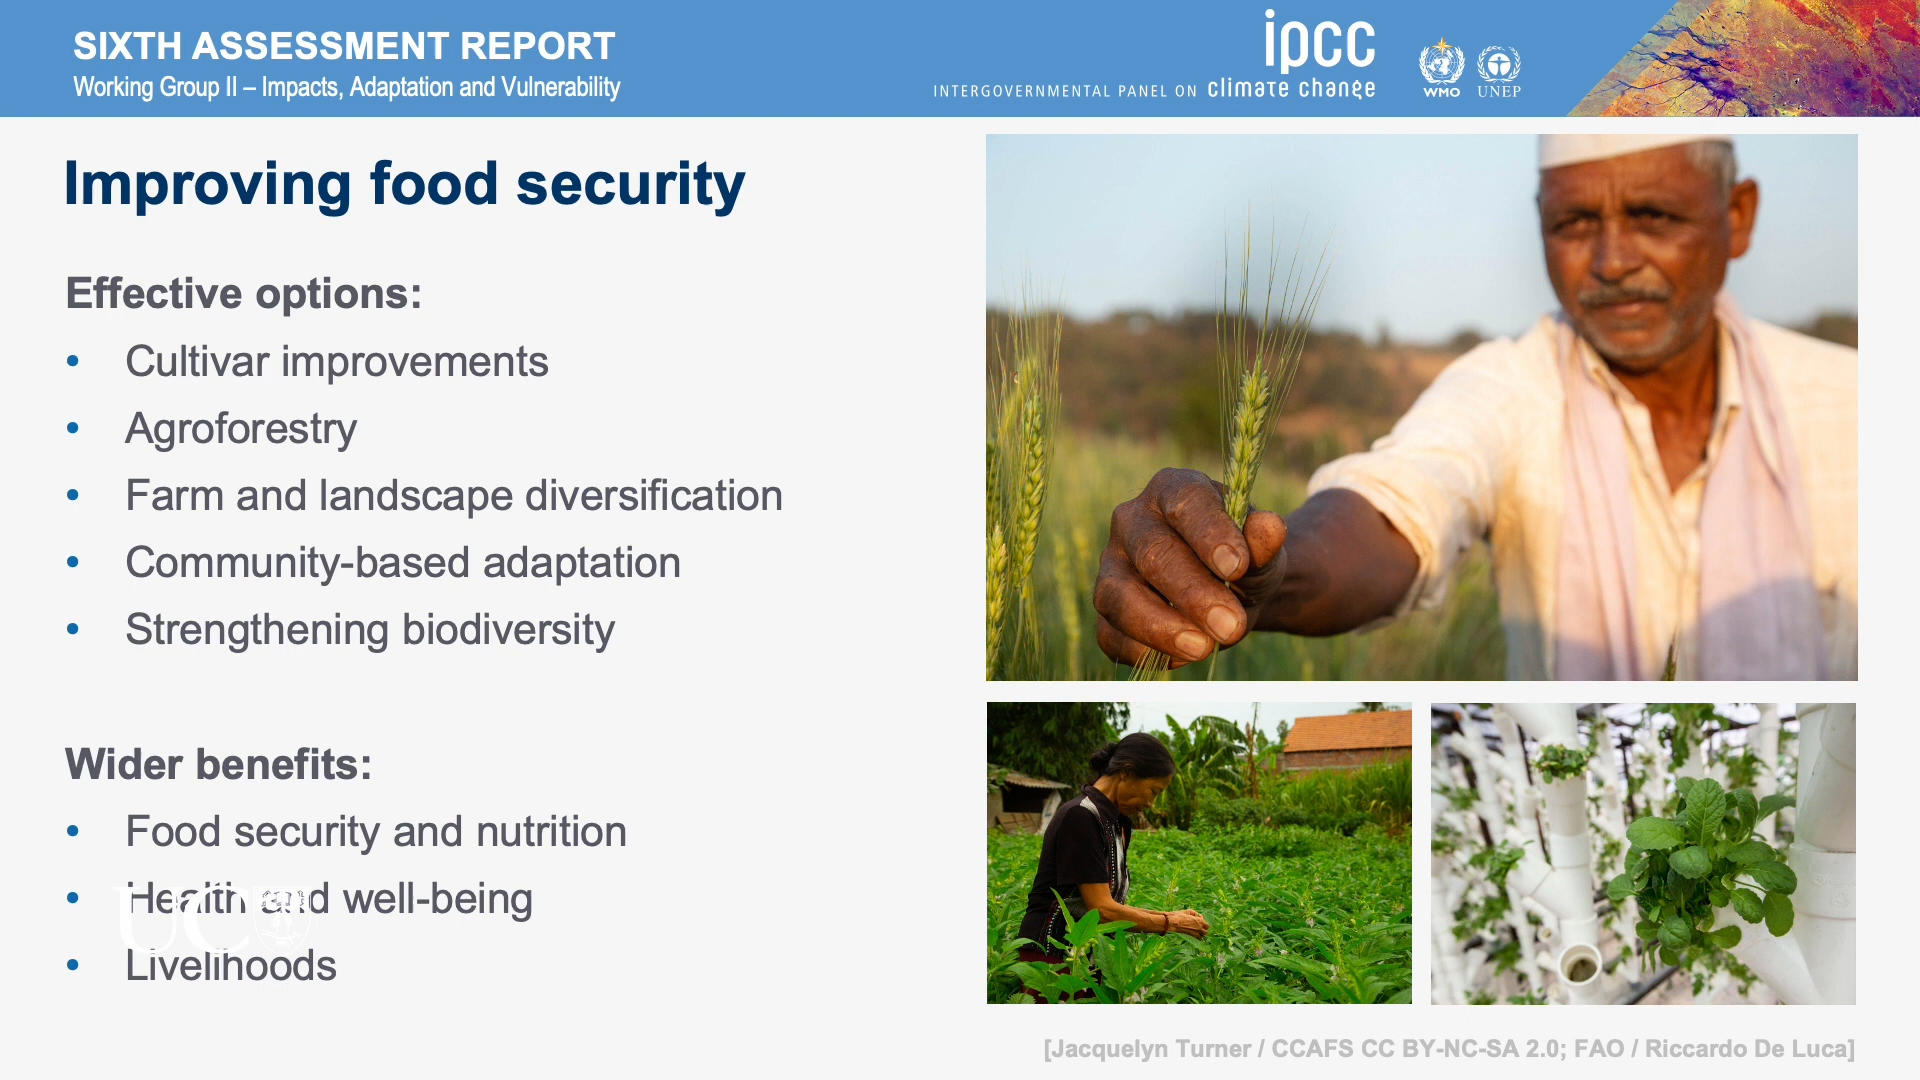 SIXTH ASSESSMENT REPORT
Working Group II – Impacts, Adaptation and Vulnerability
ipcc
INTERGOVERNMENTAL PANEL ON climate change
WMO
UNEP
Improving food security
Effective options:
• Cultivar improvements
• Agroforestry
• Farm and landscape diversification
• Community-based adaptation
• Strengthening biodiversity
Wider benefits:
• Food security and nutrition
• Health and well-being
• Livelihoods
UC
[Jacquelyn Turner / CCAFS CC BY-NC-SA 2.0; FAO / Riccardo De Luca]